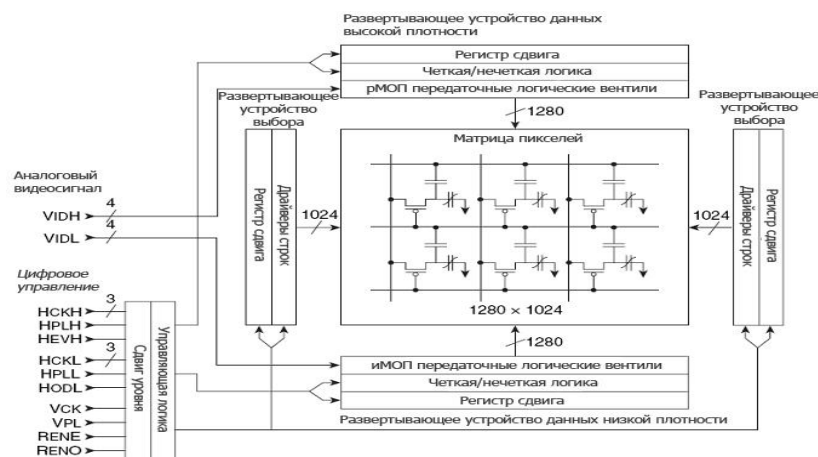 Развертывающее устройство данных
высокой плотности
Регистр сдвига
Четкая/нечеткая логика
рМОП передаточные логические вентили
1280
Развертывающее
устройство
выбора
Регистр сдвига
Драйверы строк
1024
Матрица пикселей
1280 × 1024
Развертывающее
устройство
выбора
Драйверы строк
Регистр сдвига
1024
Аналоговый
видеосигнал
VIDH
4
VIDL
4
Цифровое
управление
HCKH
3
HPLH
HEVH
HCKL
3
HPLL
HODL
VCK
VPL
RENE
RENO
Сдвиг уровня
Управляющая логика
1280
иМОП передаточные логические вентили
Четкая/нечеткая логика
Регистр сдвига
Развертывающее устройство данных низкой плотности